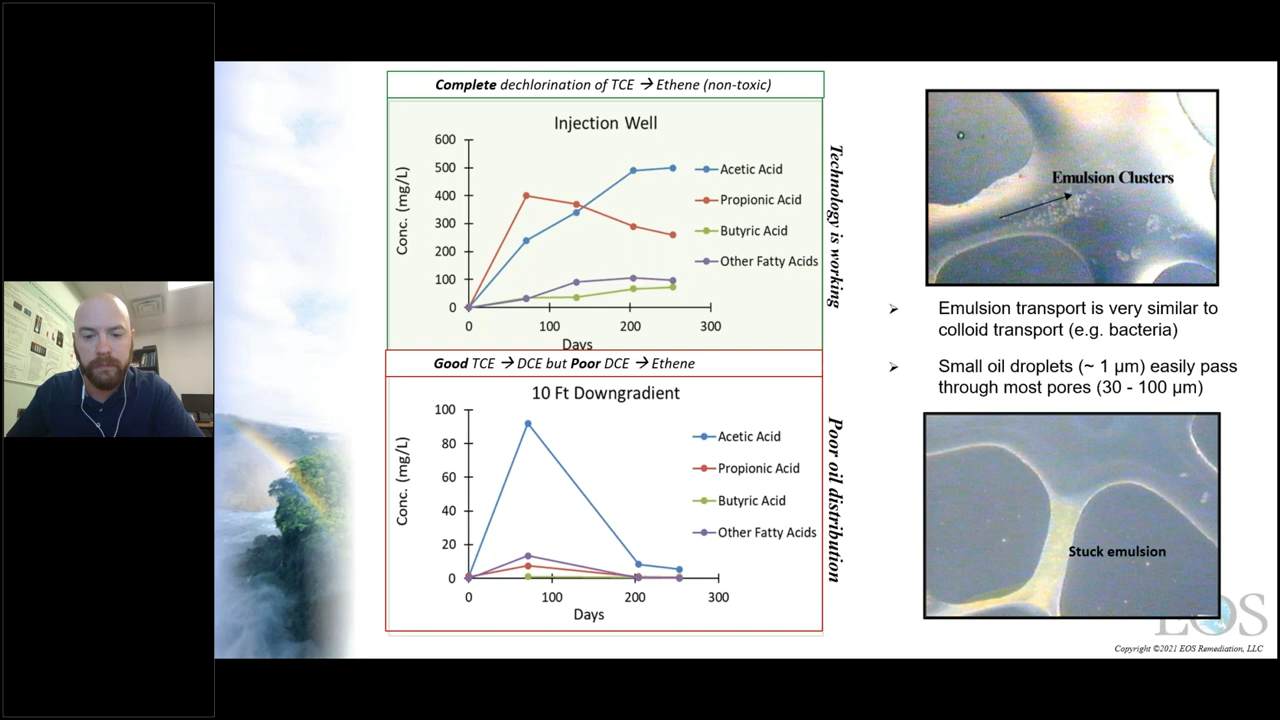 Complete dechlorination of TCE → Ethene (non-toxic)
Injection Well
Conc. (mg/L)
600
500
400
300
200
100
0
0 100 200 300
Days
Acetic Acid
Propionic Acid
Butyric Acid
Other Fatty Acids
Technology is working
Good TCE → DCE but Poor DCE → Ethene
10 Ft Downgradient
Conc. (mg/L)
100
80
60
40
20
0
0 100 200 300
Days
Acetic Acid
Propionic Acid
Butyric Acid
Other Fatty Acids
Poor oil distribution
Emulsion Clusters
➢ Emulsion transport is very similar to
colloid transport (e.g. bacteria)
➢ Small oil droplets (~ 1 µm) easily pass
through most pores (30 - 100 µm)
Stuck emulsion
EOS
Copyright ©2021 EOS Remediation, LLC